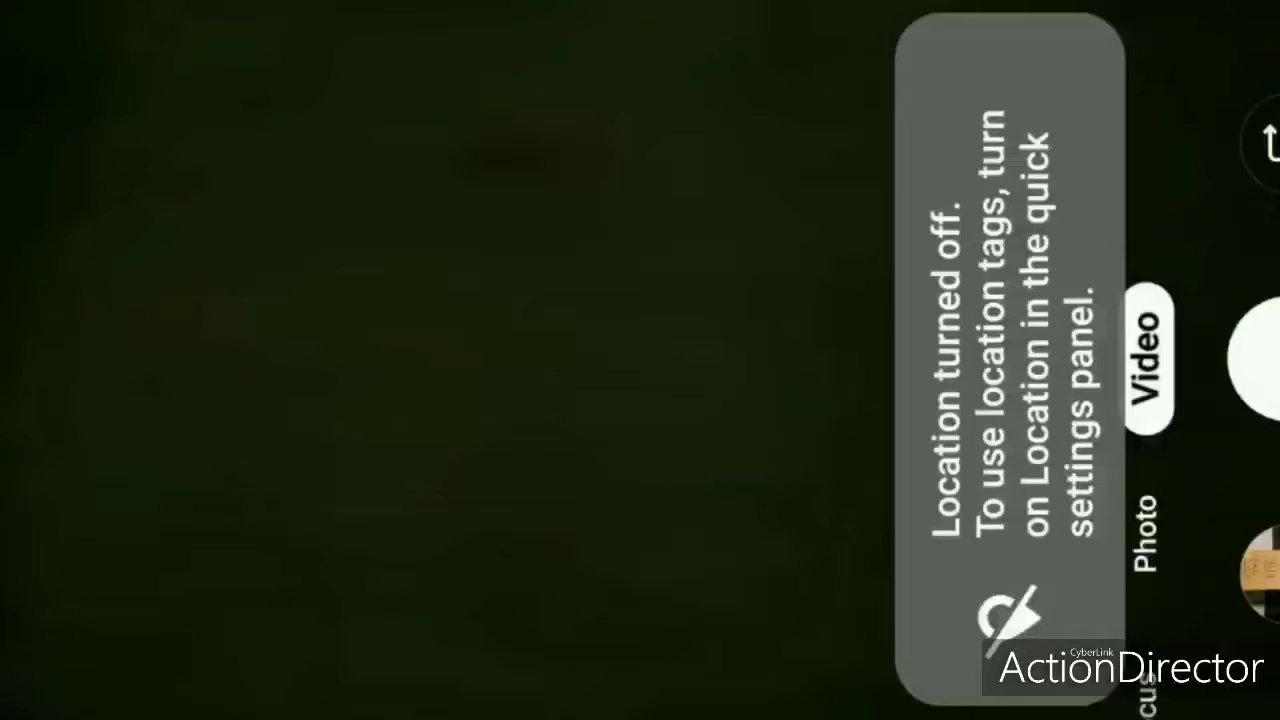 Location turned off.
To use location tags, turn
on Location in the quick
settings panel.
Video
Photo
cus
CyberLink
ActionDirector